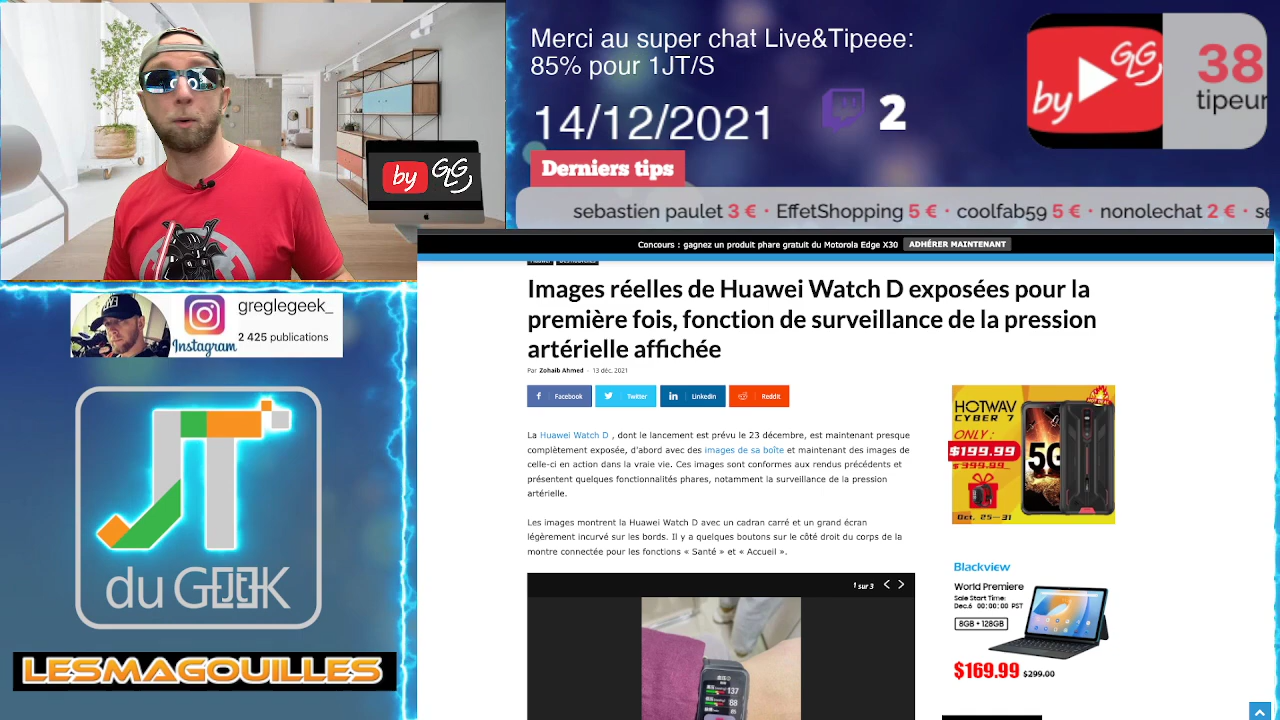 Merci au super chat Live&Tipeee:
85% pour 1JT/S
14/12/2021
2
by GLG
38
tipeur
Derniers tips
sebastien paulet 3 € · EffetShopping 5 € · coolfab59 5 € · nonolechat 2 € · se
by GLG
Concours : gagnez un produit phare gratuit du Motorola Edge X30 ADHÉRER MAINTENANT
Images réelles de Huawei Watch D exposées pour la
première fois, fonction de surveillance de la pression
artérielle affichée
Par Zohaib Ahmed - 13 déc. 2021
Facebook Twitter Linkedin Reddit
La Huawei Watch D , dont le lancement est prévu le 23 décembre, est maintenant presque
complètement exposée, d'abord avec des images de sa boîte et maintenant des images de
celle-ci en action dans la vraie vie. Ces images sont conformes aux rendus précédents et
présentent quelques fonctionnalités phares, notamment la surveillance de la pression
artérielle.
Les images montrent la Huawei Watch D avec un cadran carré et un grand écran
légèrement incurvé sur les bords. Il y a quelques boutons sur le côté droit du corps de la
montre connectée pour les fonctions « Santé » et « Accueil ».
1 sur 3
137
88
85
greglegeek_
2 425 publications
Instagram
JT
du GEEK
LESMAGOUILLES
HOT DEAL
HOTWAV
CYBER 7
ONLY :
$199.99
$399.99
5G
Oct. 25-31
Blackview
World Premiere
Sale Start Time:
Dec.6 00:00:00 PST
8GB + 128GB
$169.99 $299.00